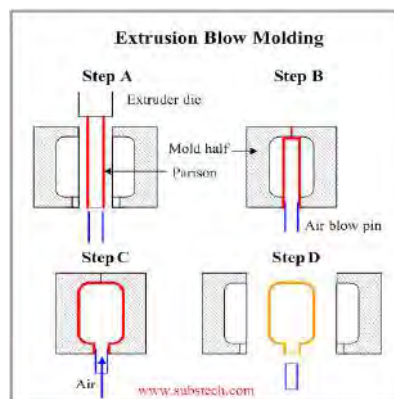 Extrusion Blow Molding
Step A
Step B
Extruder die
Mold half
Parison
Air blow pin
Step C
Step D
Air
www.substech.com